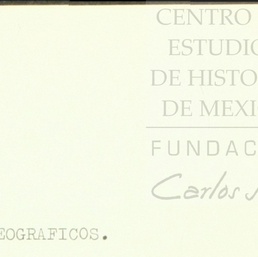 CENTRO
ESTUDIO
DE HISTO
DE MEXI
FUNDAC
Carlos
EOGRAFICOS.